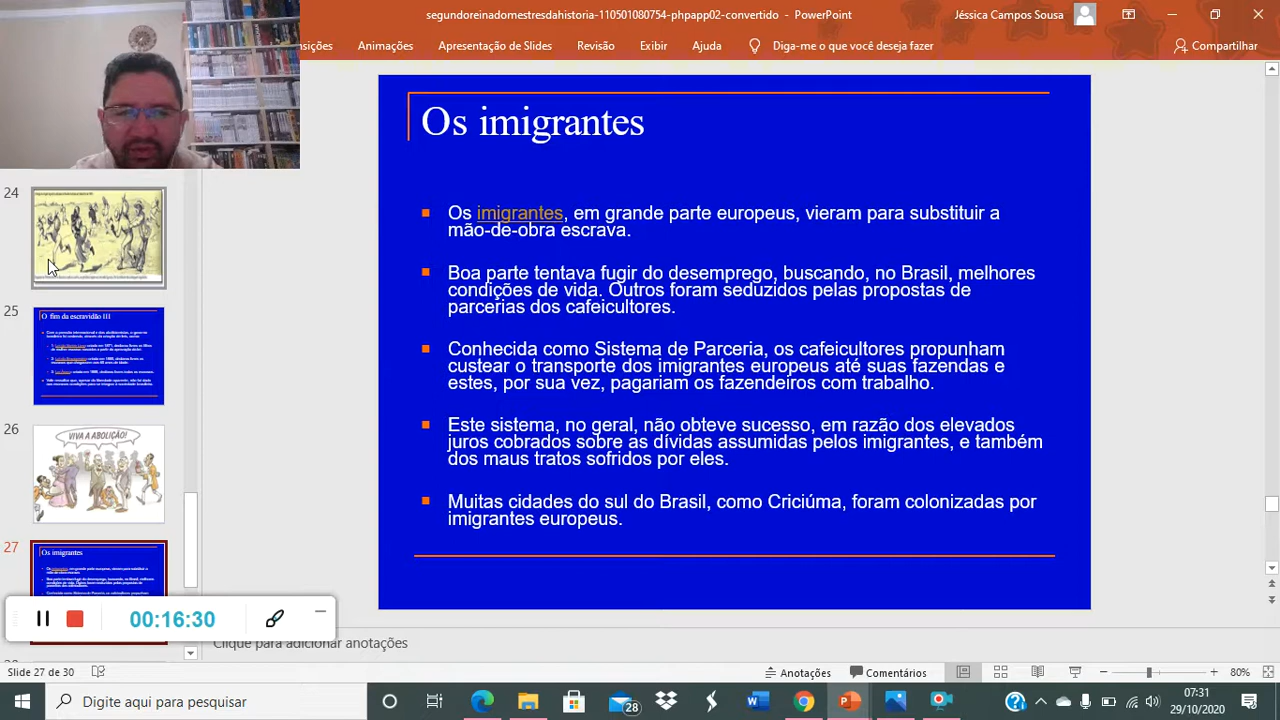 segundoreinadomestresdahistoria-110501080754-phpapp02-convertido - PowerPoint
Jéssica Campos Sousa
sições Animações Apresentação de Slides Revisão Exibir Ajuda Diga-me o que você deseja fazer Compartilhar
Os imigrantes
Os imigrantes, em grande parte europeus, vieram para substituir a
mão-de-obra escrava.
Boa parte tentava fugir do desemprego, buscando, no Brasil, melhores
condições de vida. Outros foram seduzidos pelas propostas de
parcerias dos cafeicultores.
Conhecida como Sistema de Parceria, os cafeicultores propunham
custear o transporte dos imigrantes europeus até suas fazendas e
estes, por sua vez, pagariam os fazendeiros com trabalho.
Este sistema, no geral, não obteve sucesso, em razão dos elevados
juros cobrados sobre as dívidas assumidas pelos imigrantes, e também
dos maus tratos sofridos por eles.
Muitas cidades do sul do Brasil, como Criciúma, foram colonizadas por
imigrantes europeus.
24
25
O fim da escravidão III
26
VIVA A ABOLIÇÃO!
27
Os imigrantes
00:16:30
Clique para adicionar anotações
Slide 27 de 30
Anotações Comentários 80%
Digite aqui para pesquisar
28
07:31
29/10/2020